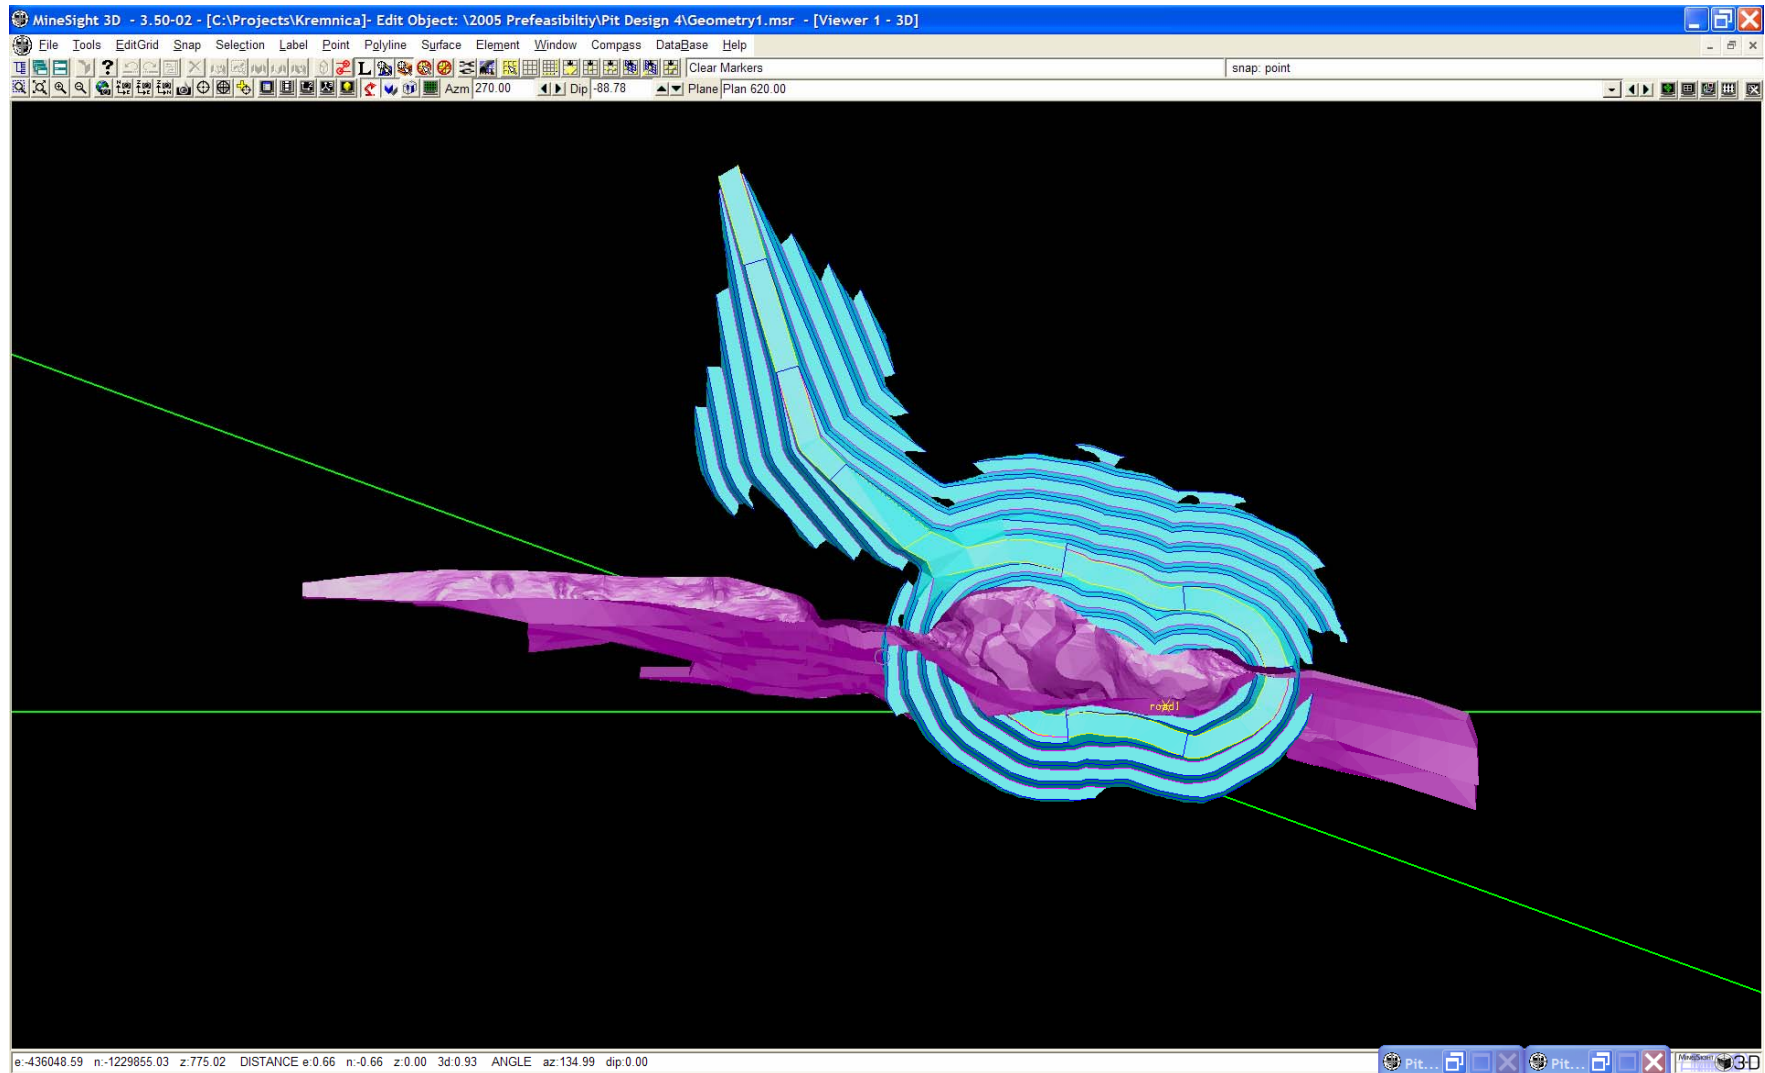 MineSight 3D - 3.50-02 - [C:\Projects\Kremnica]- Edit Object: \2005 Prefeasibiltiy\Pit Design 4\Geometry1.msr - [Viewer 1 - 3D]
File Tools EditGrid Snap Selection Label Point Polyline Surface Element Window Compass DataBase Help
L Clear Markers snap: point
Azm 270.00 Dip -88.78 Plane Plan 620.00
road1
e:-436048.59 n:-1229855.03 z:775.02 DISTANCE e:0.66 n:-0.66 z:0.00 3d:0.93 ANGLE az:134.99 dip:0.00
Pit... Pit... MineSight 3-D